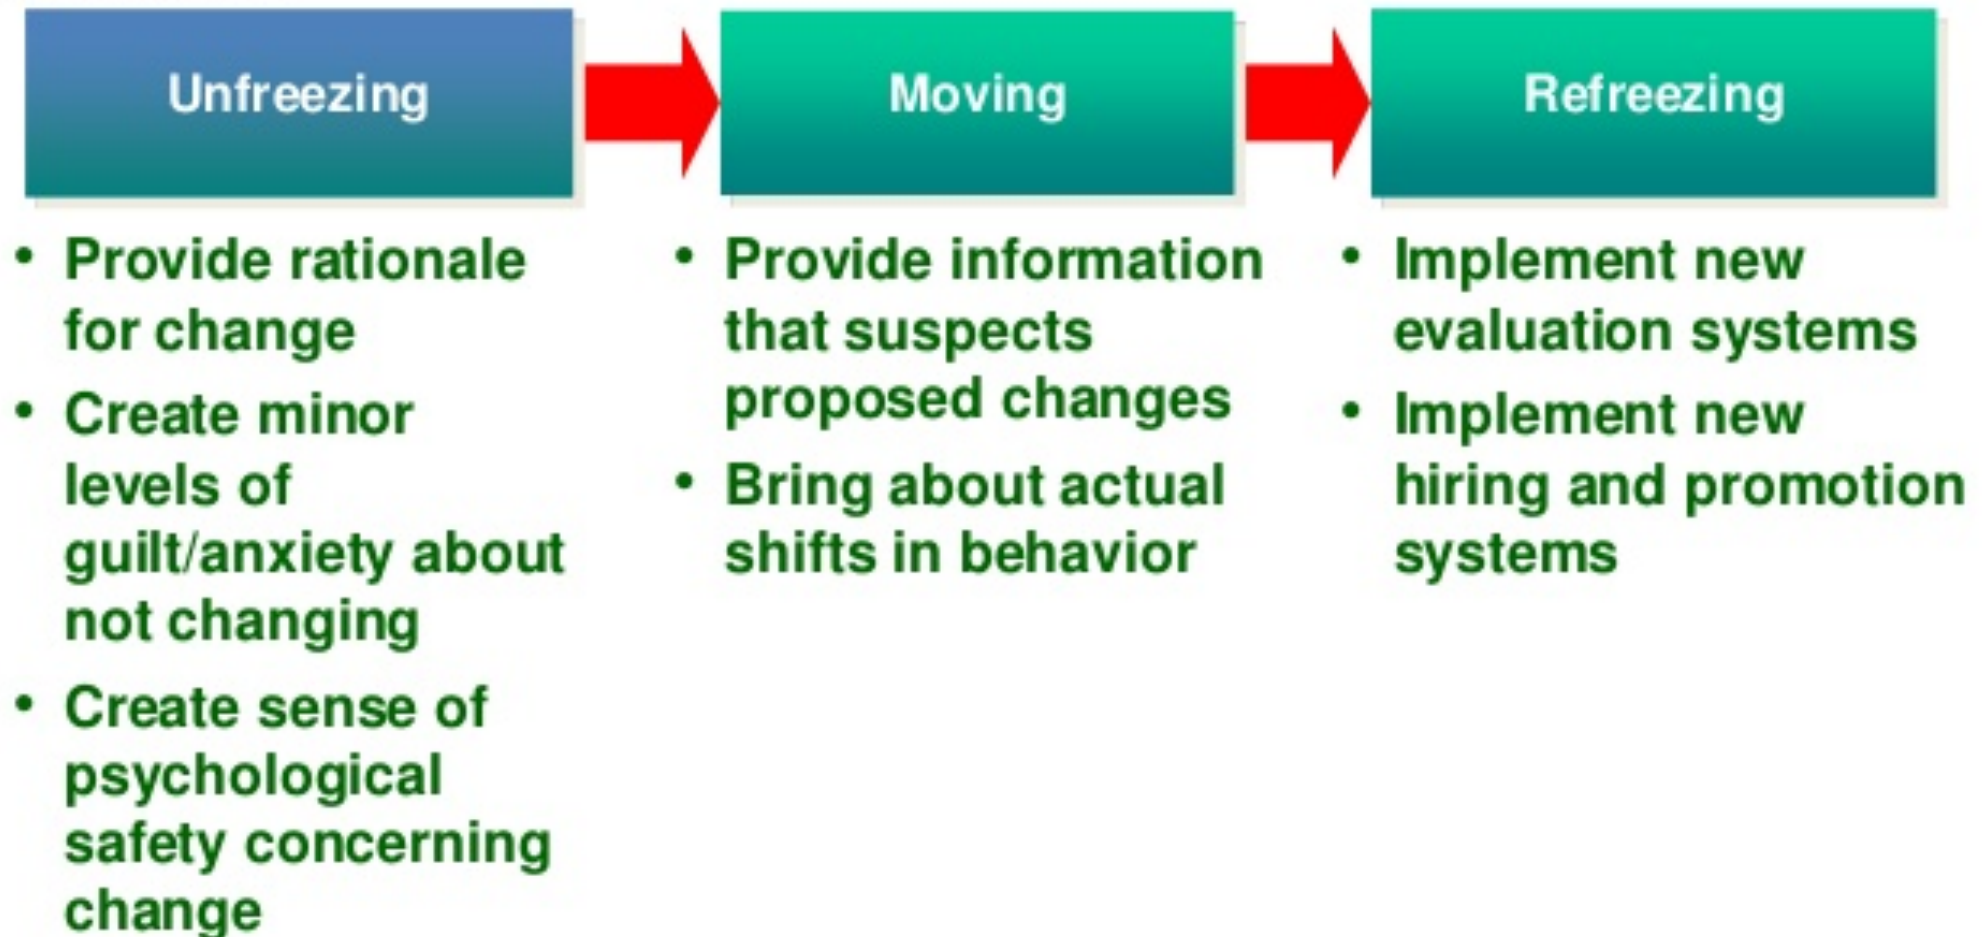 Unfreezing
Moving
Refreezing
• Provide rationale
for change
• Create minor
levels of
guilt/anxiety about
not changing
• Create sense of
psychological
safety concerning
change
• Provide information
that suspects
proposed changes
• Bring about actual
shifts in behavior
• Implement new
evaluation systems
• Implement new
hiring and promotion
systems